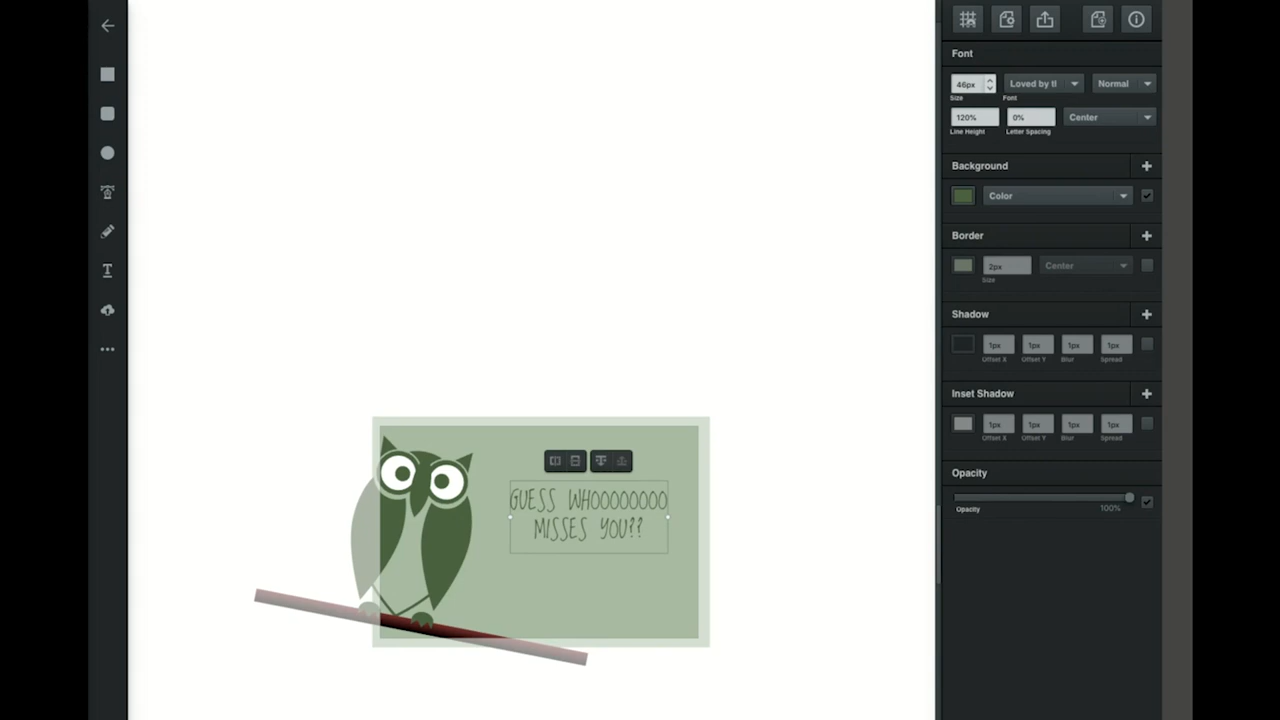 Font
46px
Loved by tl
Normal
Size
Font
120%
0%
Center
Line Height
Letter Spacing
Background
Color
Border
2px
Center
Size
Shadow
1px
1px
1px
1px
Offset X
Offset Y
Blur
Spread
Inset Shadow
1px
1px
1px
1px
Offset X
Offset Y
Blur
Spread
Opacity
Opacity
100%
GUESS WHOOOOOOOO
MISSES YOU??